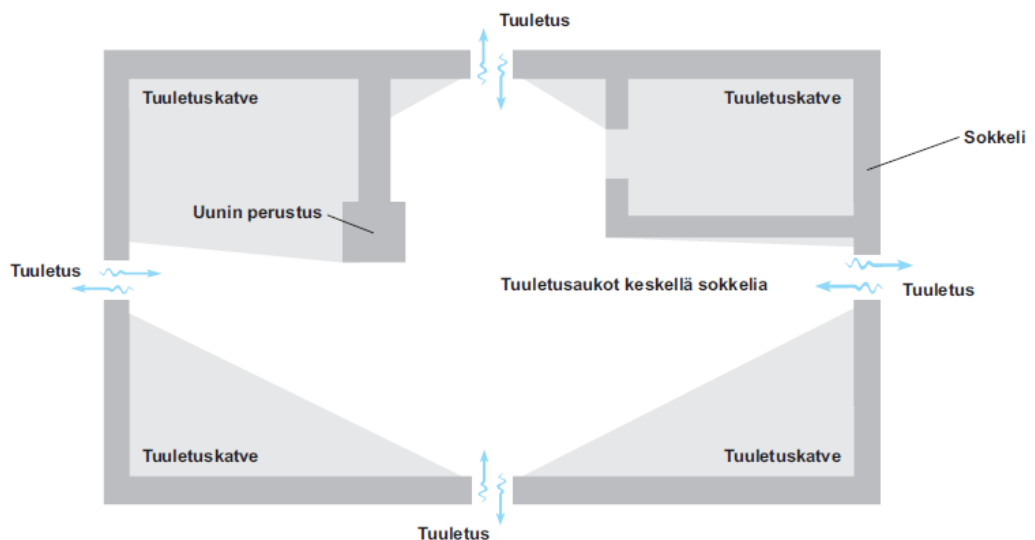 Tuuletus
Tuuletuskatve
Tuuletuskatve
Sokkeli
Uunin perustus
Tuuletus
Tuuletusaukot keskellä sokkelia
Tuuletus
Tuuletuskatve
Tuuletuskatve
Tuuletus